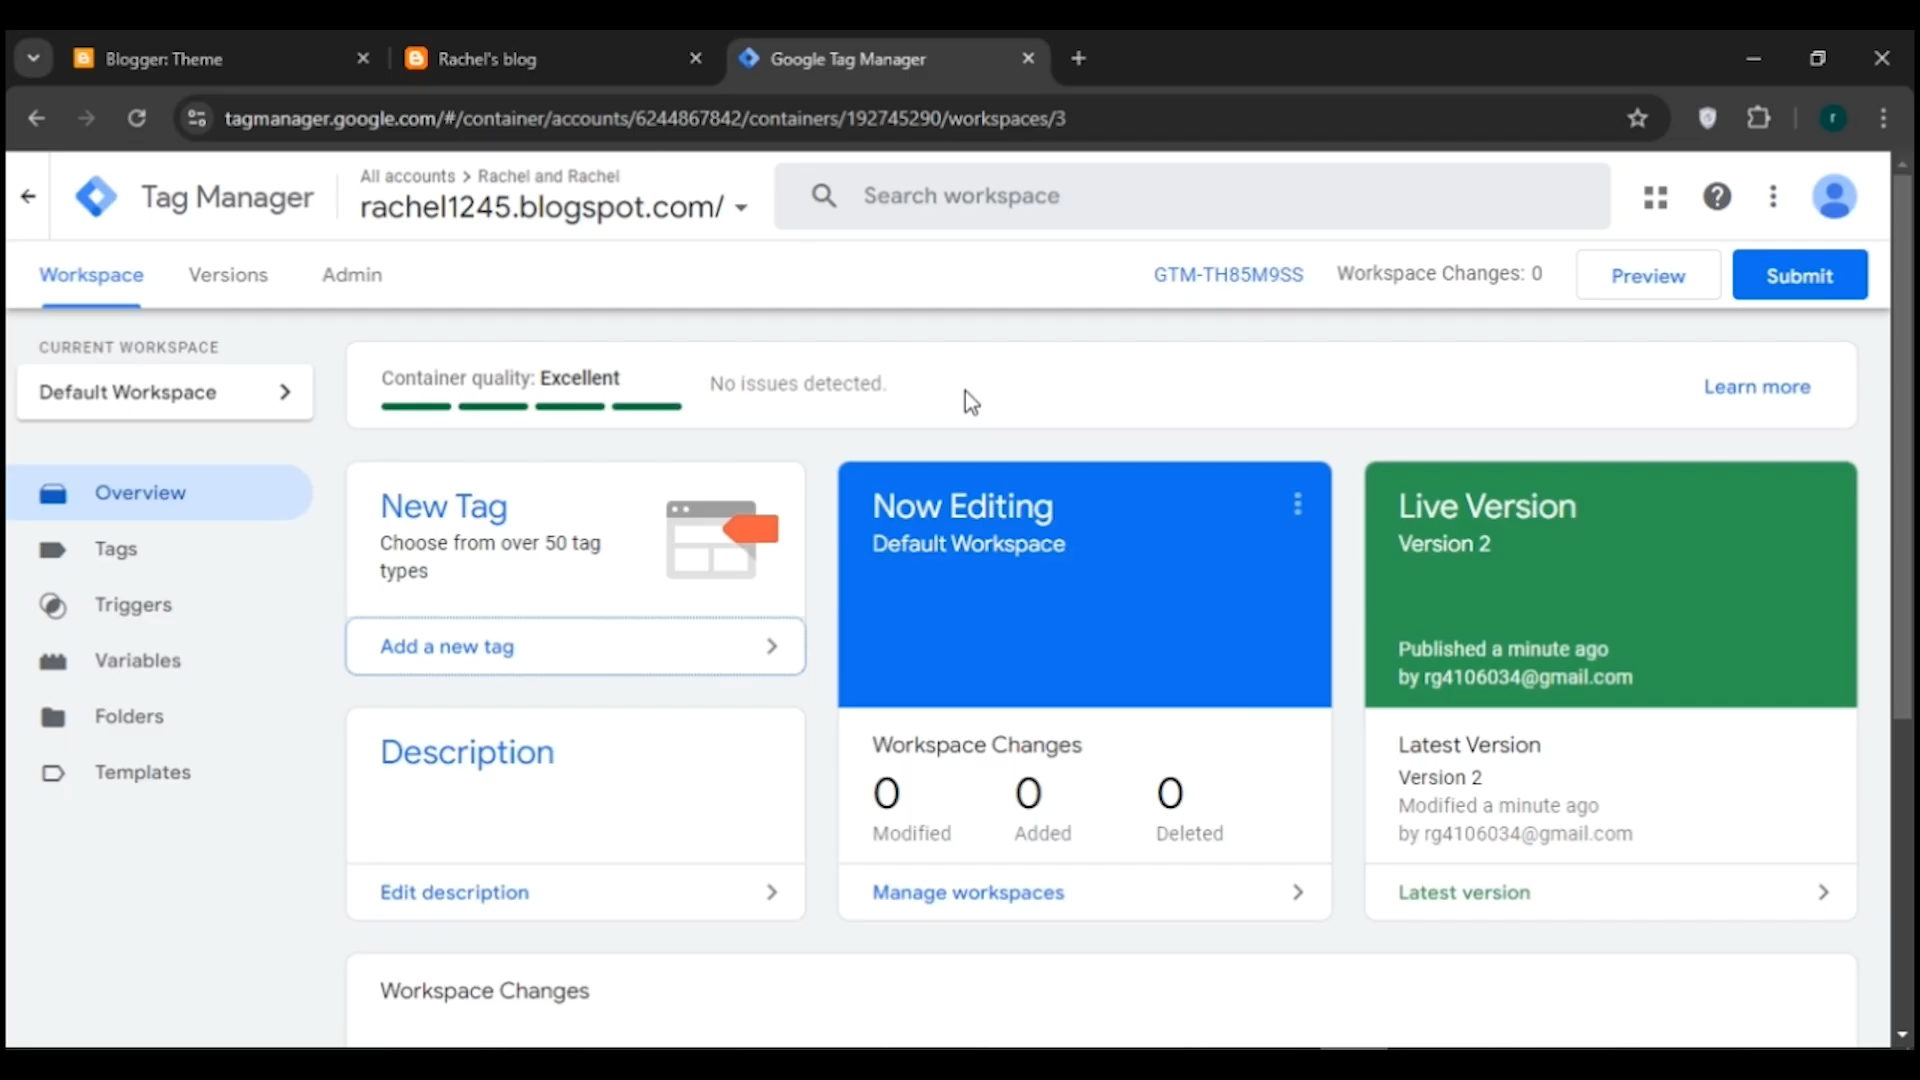 Blogger: Theme
Rachel's blog
Google Tag Manager
tagmanager.google.com/#/container/accounts/6244867842/containers/192745290/workspaces/3
r
Tag Manager
All accounts > Rachel and Rachel
rachel1245.blogspot.com/
Search workspace
Workspace
Versions
Admin
GTM-TH85M9SS
Workspace Changes: 0
Preview
Submit
CURRENT WORKSPACE
Default Workspace
Container quality: Excellent
No issues detected.
Learn more
Overview
Tags
Triggers
Variables
Folders
Templates
New Tag
Choose from over 50 tag
types
Add a new tag
Description
Edit description
Now Editing
Default Workspace
Workspace Changes
0 0 0
Modified Added Deleted
Manage workspaces
Live Version
Version 2
Published a minute ago
by rg4106034@gmail.com
Latest Version
Version 2
Modified a minute ago
by rg4106034@gmail.com
Latest version
Workspace Changes